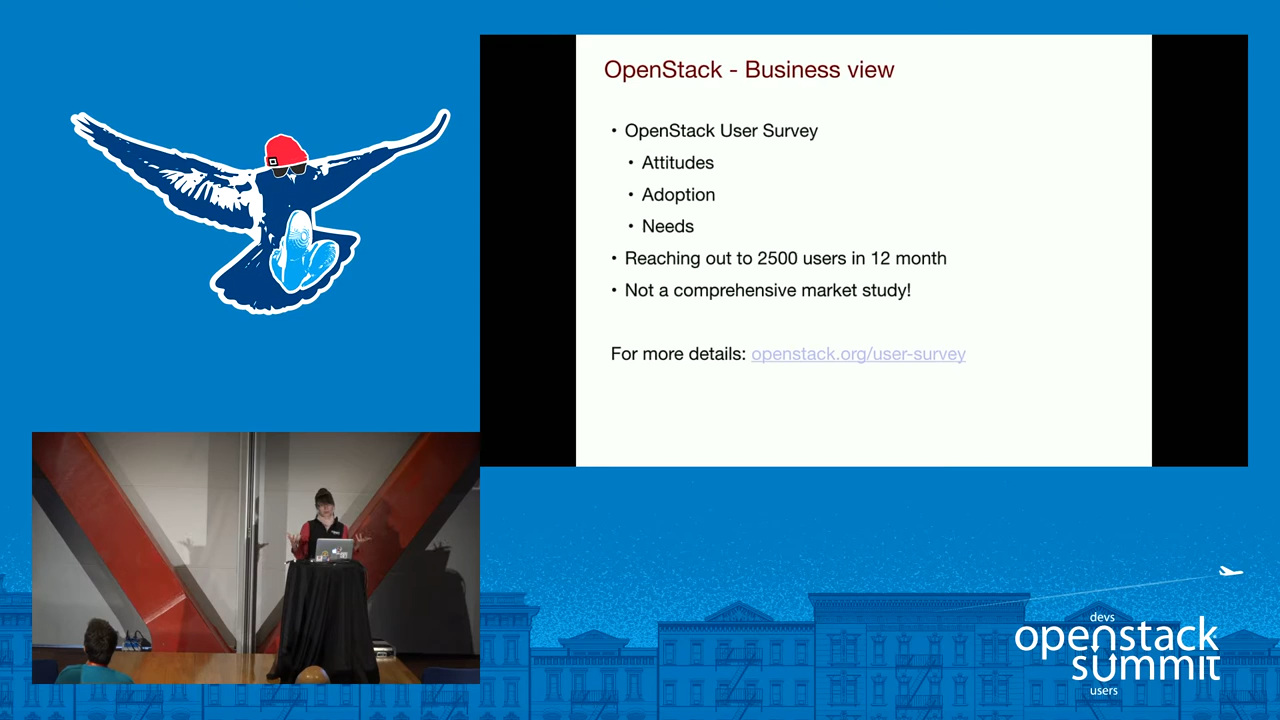 OpenStack - Business view
• OpenStack User Survey
• Attitudes
• Adoption
• Needs
• Reaching out to 2500 users in 12 month
• Not a comprehensive market study!
For more details: openstack.org/user-survey
devs
openstack
summit
users